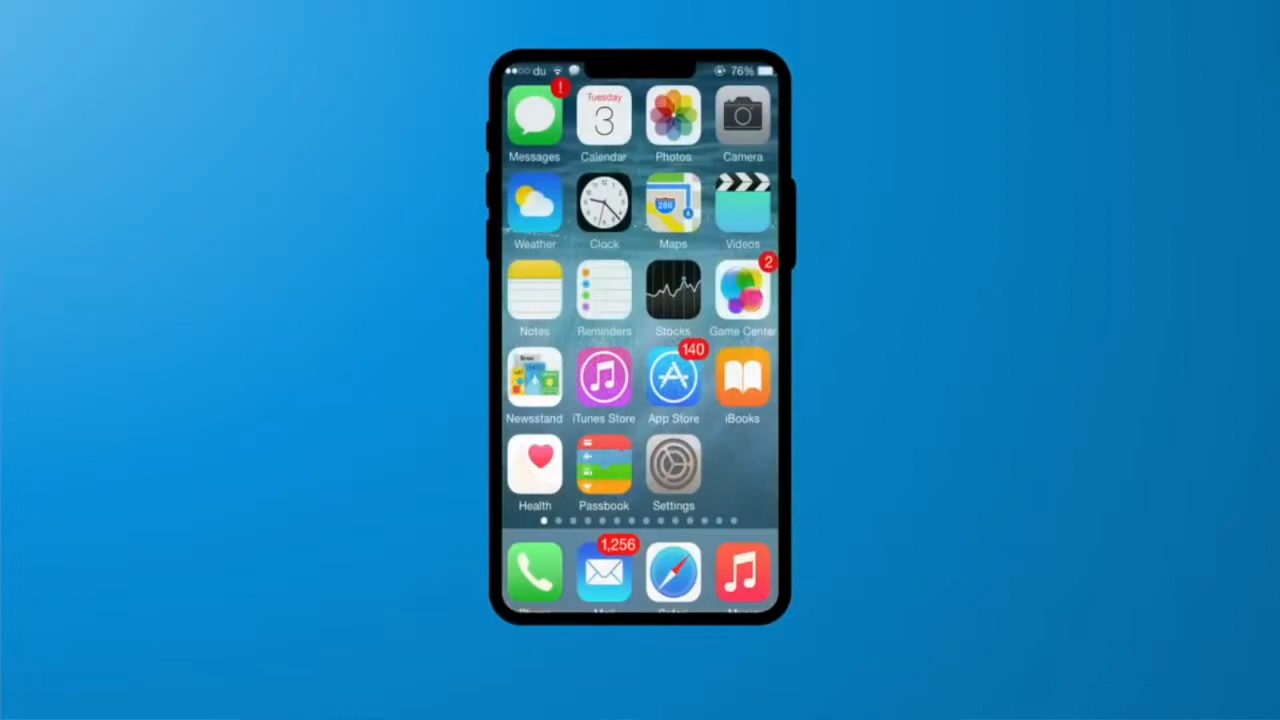 du 76%
!
Tuesday
3
Messages Calendar Photos Camera
280
Weather Clock Maps Videos
2
Notes Reminders Stocks Game Center
140
Newsstand iTunes Store App Store iBooks
Health Passbook Settings
1,256